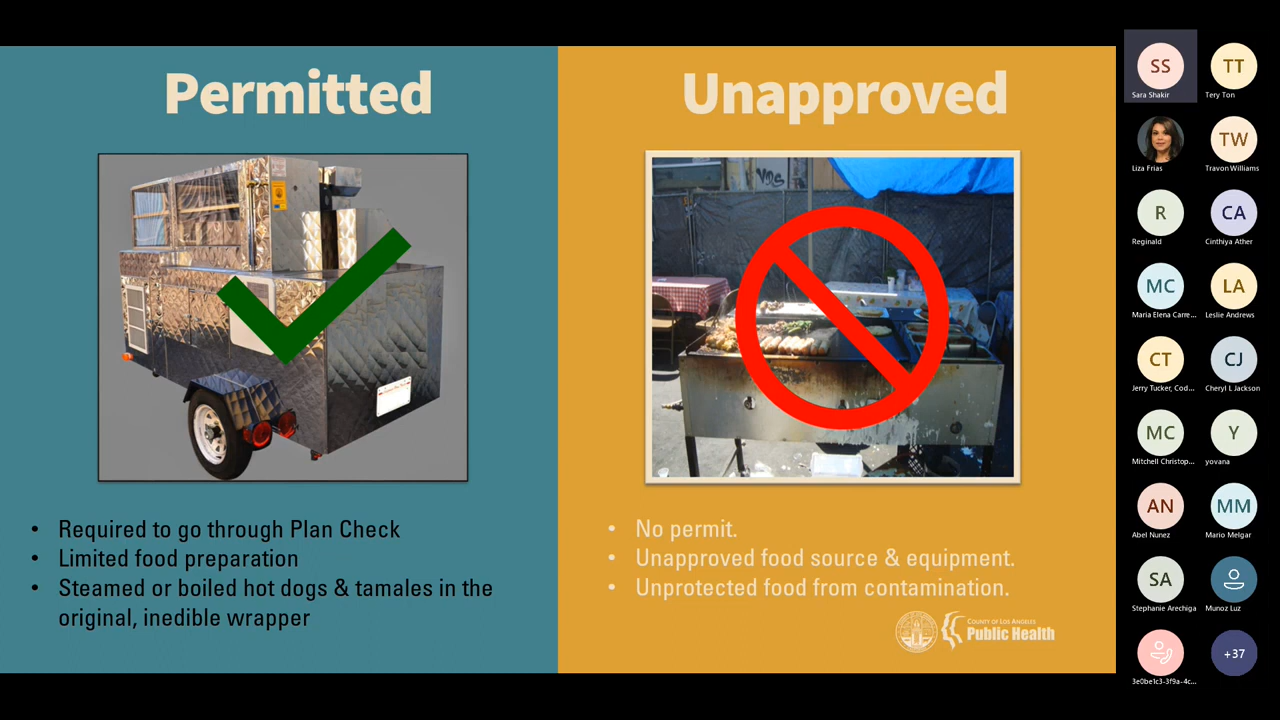 Permitted
Unapproved
• Required to go through Plan Check
• Limited food preparation
• Steamed or boiled hot dogs & tamales in the
original, inedible wrapper
• No permit.
• Unapproved food source & equipment.
• Unprotected food from contamination.
COUNTY OF LOS ANGELES
Public Health
SS
Sara Shakir
TT
Tery Ton
Liza Frias
TW
Travon Williams
R
Reginald
CA
Cinthiya Ather
MC
Maria Elena Carre...
LA
Leslie Andrews
CT
Jerry Tucker, Cod...
CJ
Cheryl L Jackson
MC
Mitchell Christop...
Y
yovana
AN
Abel Nunez
MM
Mario Melgar
SA
Stephanie Arechiga
Munoz Luz
3e0be1c3-3f9a-4c...
+37